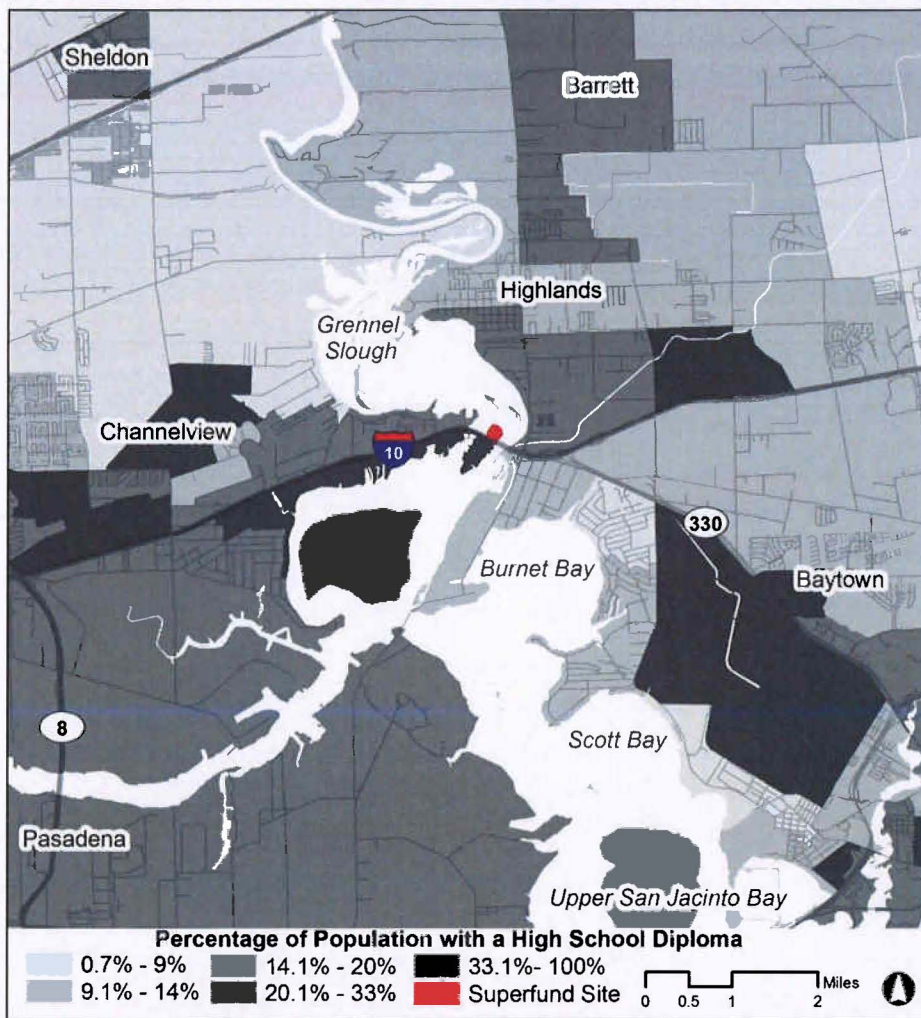 Sheldon
Barrett
Highlands
Grennel
Slough
Channelview
10
330
Burnet Bay
Baytown
8
Scott Bay
Pasadena
Upper San Jacinto Bay
Percentage of Population with a High School Diploma
0.7% - 9% 14.1% - 20% 33.1%- 100%
9.1% - 14% 20.1% - 33% Superfund Site
Miles
0 0.5 1 2